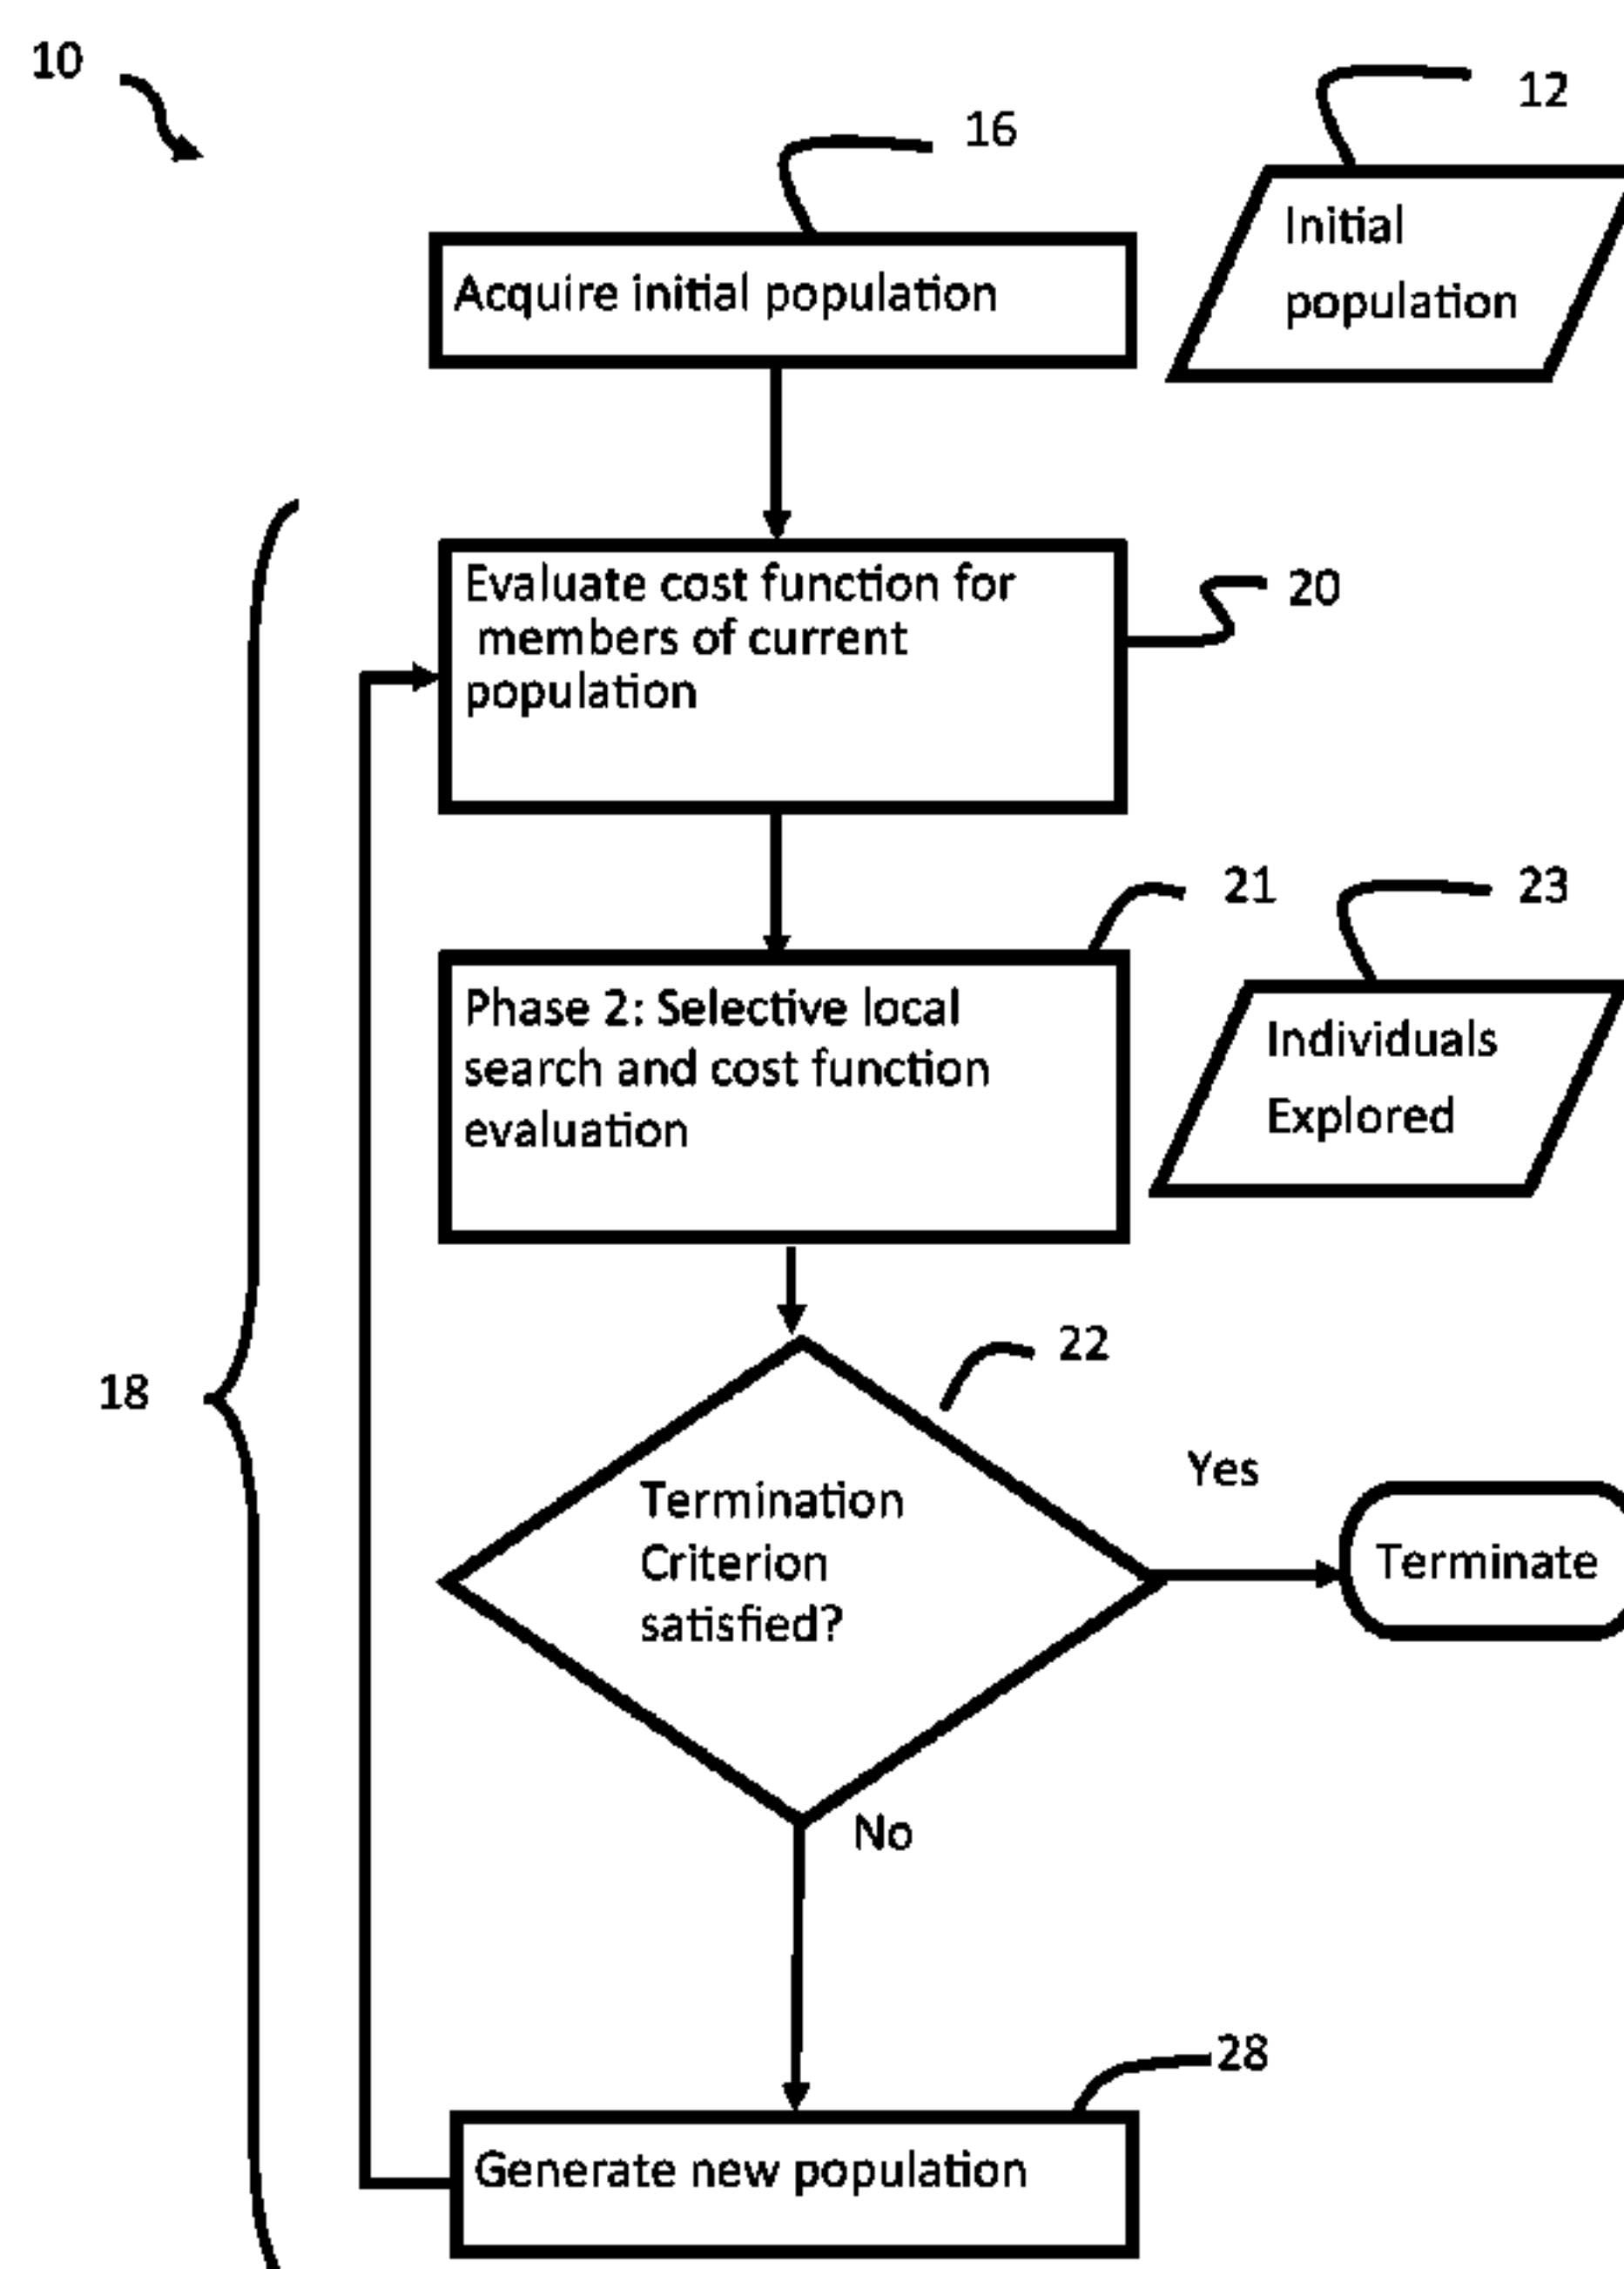 10
12
16
Initial
population
Acquire initial population
Evaluate cost function for
members of current
population
20
21
23
Phase 2: Selective local
search and cost function
evaluation
Individuals
Explored
22
18
Yes
Termination
Criterion
satisfied?
Terminate
No
28
Generate new population